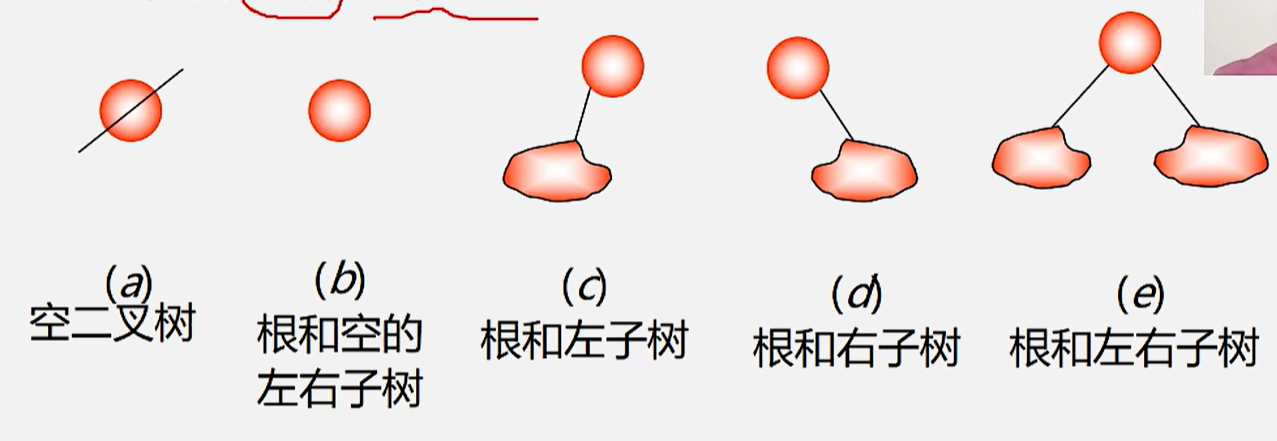 (a)
空二叉树
(b)
根和空的
左右子树
(c)
根和左子树
(d)
根和右子树
(e)
根和左右子树